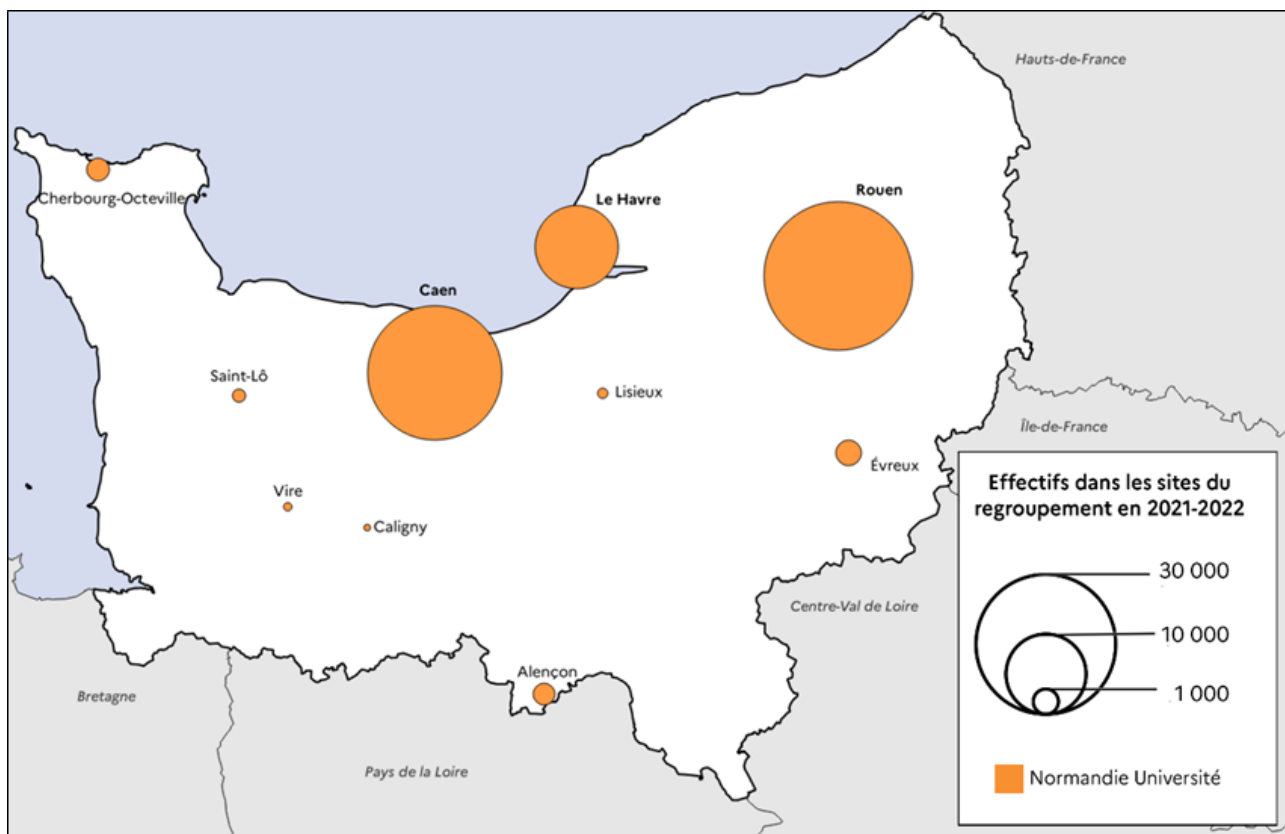 Hauts-de-France
Cherbourg-Octeville
Le Havre
Rouen
Caen
Saint-Lô
Lisieux
Île-de-France
Évreux
Vire
Caligny
Centre-Val de Loire
Alençon
Bretagne
Pays de la Loire
Effectifs dans les sites du
regroupement en 2021-2022
30 000
10 000
1 000
Normandie Université